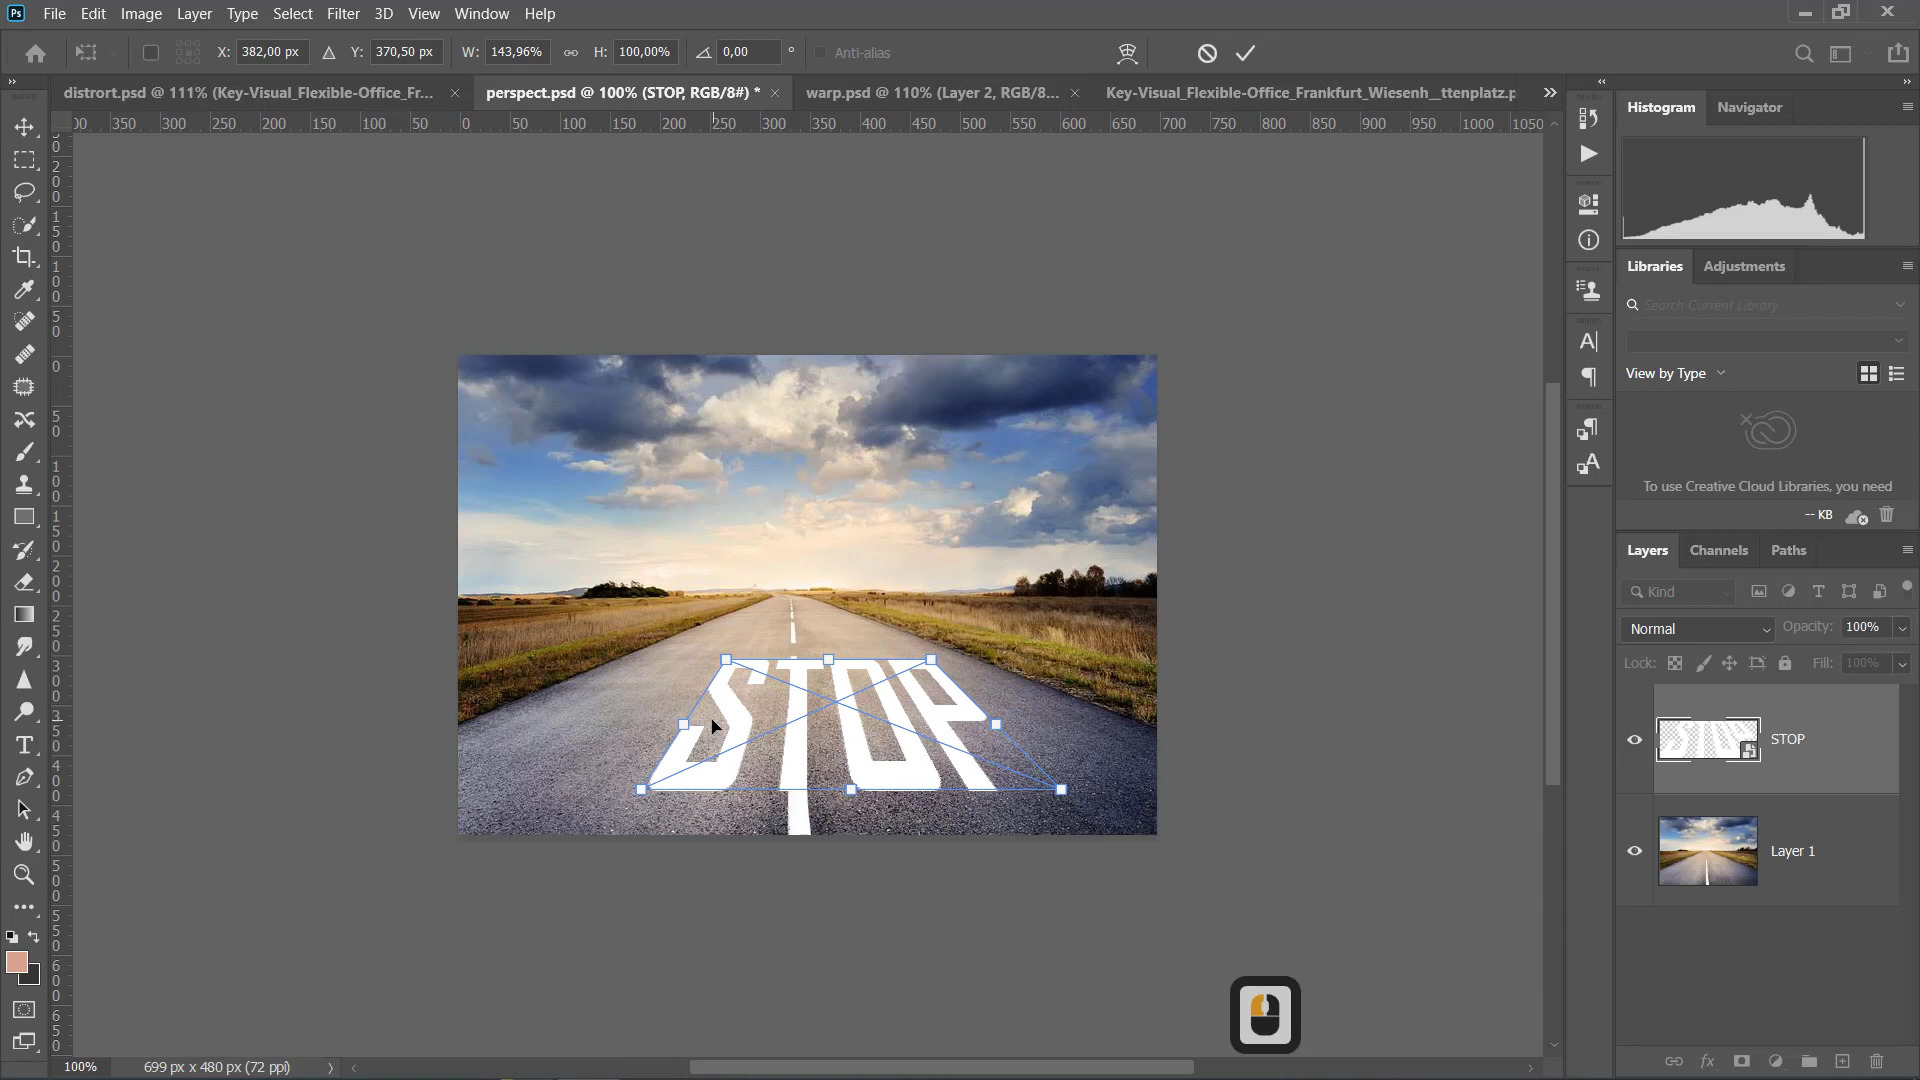 Ps File Edit Image Layer Type Select Filter 3D View Window Help
X: 382,00 px Y: 370,50 px W: 143,96% H: 100,00% 0,00 ° Anti-alias
distrort.psd @ 111% (Key-Visual_Flexible-Office_Fr... × perspect.psd @ 100% (STOP, RGB/8#) * × warp.psd @ 110% (Layer 2, RGB/8... × Key-Visual_Flexible-Office_Frankfurt_Wiesenh__ttenplatz.p
00 350 300 250 200 150 100 50 0 50 100 150 200 250 300 350 400 450 500 550 600 650 700 750 800 850 900 950 1000 1050
Histogram Navigator
Libraries Adjustments
Search Current Library
View by Type
To use Creative Cloud Libraries, you need
-- KB
Layers Channels Paths
Kind
Normal Opacity: 100%
Lock: Fill: 100%
STOP
Layer 1
STOP
100% 699 px x 480 px (72 ppi)